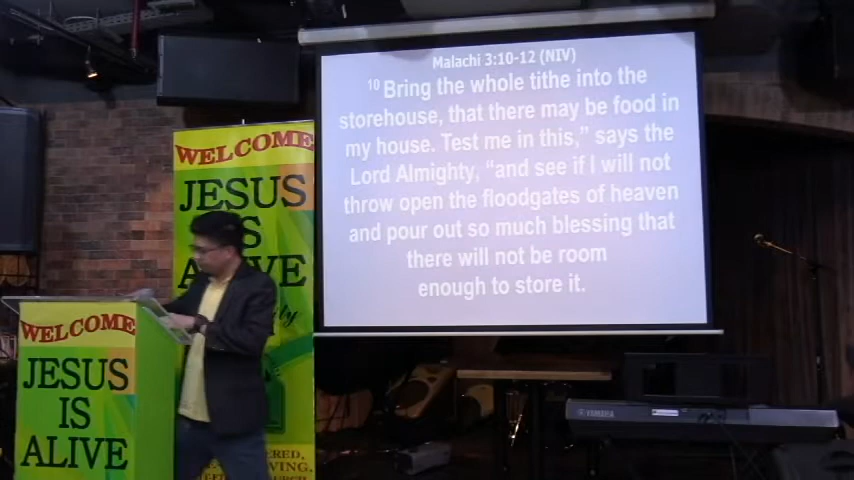 Malachi 3:10-12 (NIV)
10 Bring the whole tithe into the
storehouse, that there may be food in
my house. Test me in this,” says the
Lord Almighty, “and see if I will not
throw open the floodgates of heaven
and pour out so much blessing that
there will not be room
enough to store it.
WELCOME
JESUS
IS
WELCOME
JESUS
IS
ALIVE
YAMAHA